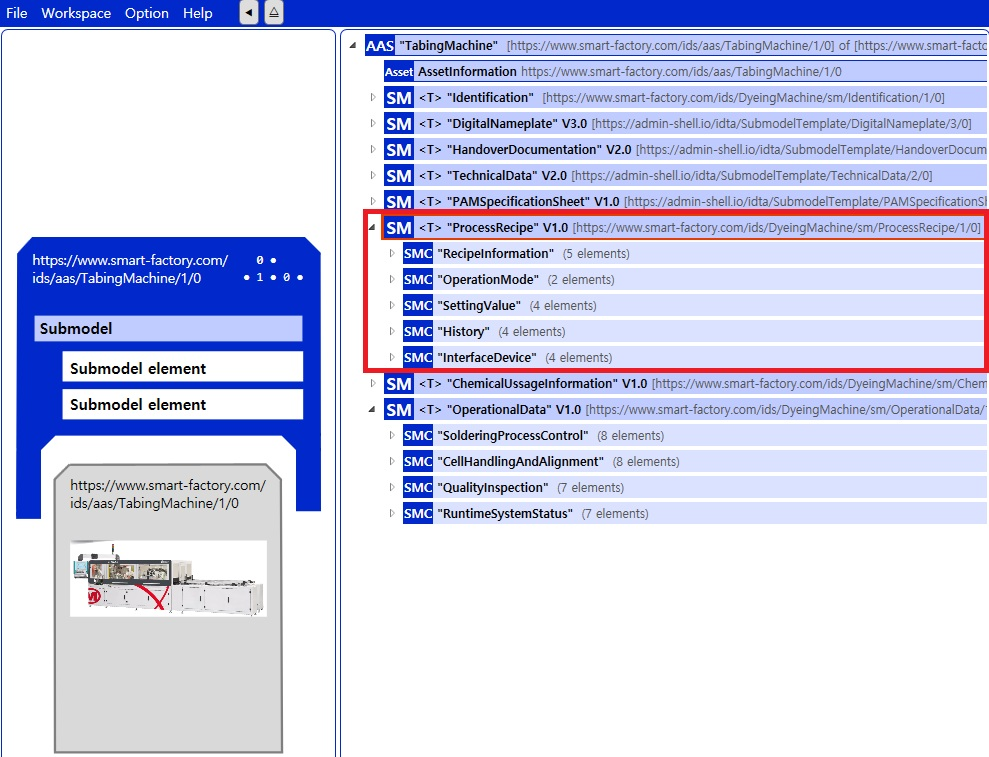 File Workspace Option Help
https://www.smart-factory.com/
ids/aas/TabingMachine/1/0
0
1 0
Submodel
Submodel element
Submodel element
https://www.smart-factory.com/
ids/aas/TabingMachine/1/0
AAS "TabingMachine" [https://www.smart-factory.com/ids/aas/TabingMachine/1/0] of [https://www.smart-facto
Asset AssetInformation https://www.smart-factory.com/ids/aas/TabingMachine/1/0
SM <T> "Identification" [https://www.smart-factory.com/ids/DyeingMachine/sm/Identification/1/0]
SM <T> "DigitalNameplate" V3.0 [https://admin-shell.io/idta/SubmodelTemplate/DigitalNameplate/3/0]
SM <T> "HandoverDocumentation" V2.0 [https://admin-shell.io/idta/SubmodelTemplate/HandoverDocum
SM <T> "TechnicalData" V2.0 [https://admin-shell.io/idta/SubmodelTemplate/TechnicalData/2/0]
SM <T> "PAMSpecificationSheet" V1.0 [https://admin-shell.io/idta/SubmodelTemplate/PAMSpecificationSh
SM <T> "ProcessRecipe" V1.0 [https://www.smart-factory.com/ids/DyeingMachine/sm/ProcessRecipe/1/0]
SMC "RecipeInformation" (5 elements)
SMC "OperationMode" (2 elements)
SMC "SettingValue" (4 elements)
SMC "History" (4 elements)
SMC "InterfaceDevice" (4 elements)
SM <T> "ChemicalUssageInformation" V1.0 [https://www.smart-factory.com/ids/DyeingMachine/sm/Chem
SM <T> "OperationalData" V1.0 [https://www.smart-factory.com/ids/DyeingMachine/sm/OperationalData/1
SMC "SolderingProcessControl" (8 elements)
SMC "CellHandlingAndAlignment" (8 elements)
SMC "QualityInspection" (7 elements)
SMC "RuntimeSystemStatus" (7 elements)